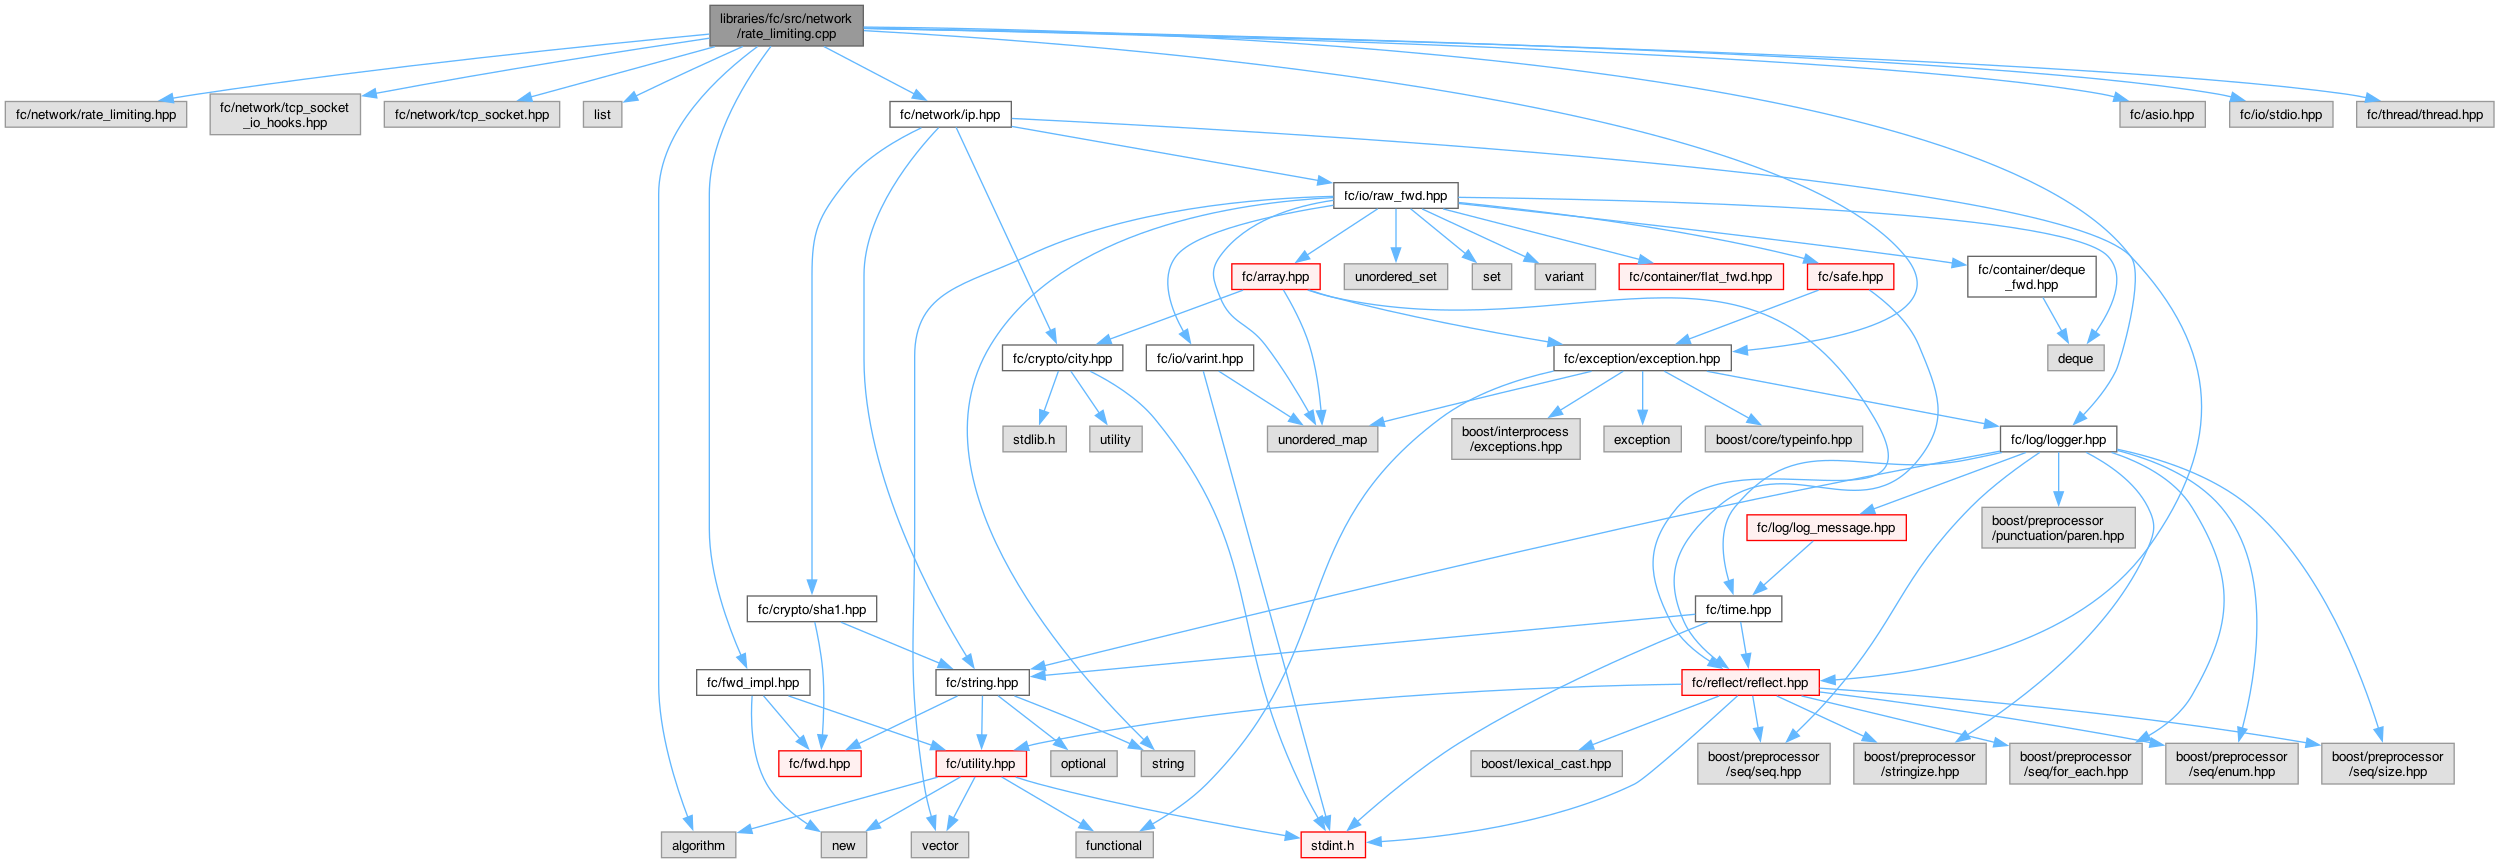 libraries/fc/src/network
/rate_limiting.cpp
fc/network/rate_limiting.hpp
fc/network/tcp_socket
_io_hooks.hpp
fc/network/tcp_socket.hpp
list
fc/network/ip.hpp
fc/asio.hpp
fc/io/stdio.hpp
fc/thread/thread.hpp
fc/io/raw_fwd.hpp
fc/array.hpp
unordered_set
set
variant
fc/container/flat_fwd.hpp
fc/safe.hpp
fc/container/deque
_fwd.hpp
fc/crypto/city.hpp
fc/io/varint.hpp
fc/exception/exception.hpp
deque
stdlib.h
utility
unordered_map
boost/interprocess
/exceptions.hpp
exception
boost/core/typeinfo.hpp
fc/log/logger.hpp
fc/log/log_message.hpp
boost/preprocessor
/punctuation/paren.hpp
fc/crypto/sha1.hpp
fc/time.hpp
fc/fwd_impl.hpp
fc/string.hpp
fc/reflect/reflect.hpp
fc/fwd.hpp
fc/utility.hpp
optional
string
boost/lexical_cast.hpp
boost/preprocessor
/seq/seq.hpp
boost/preprocessor
/stringize.hpp
boost/preprocessor
/seq/for_each.hpp
boost/preprocessor
/seq/enum.hpp
boost/preprocessor
/seq/size.hpp
algorithm
new
vector
functional
stdint.h